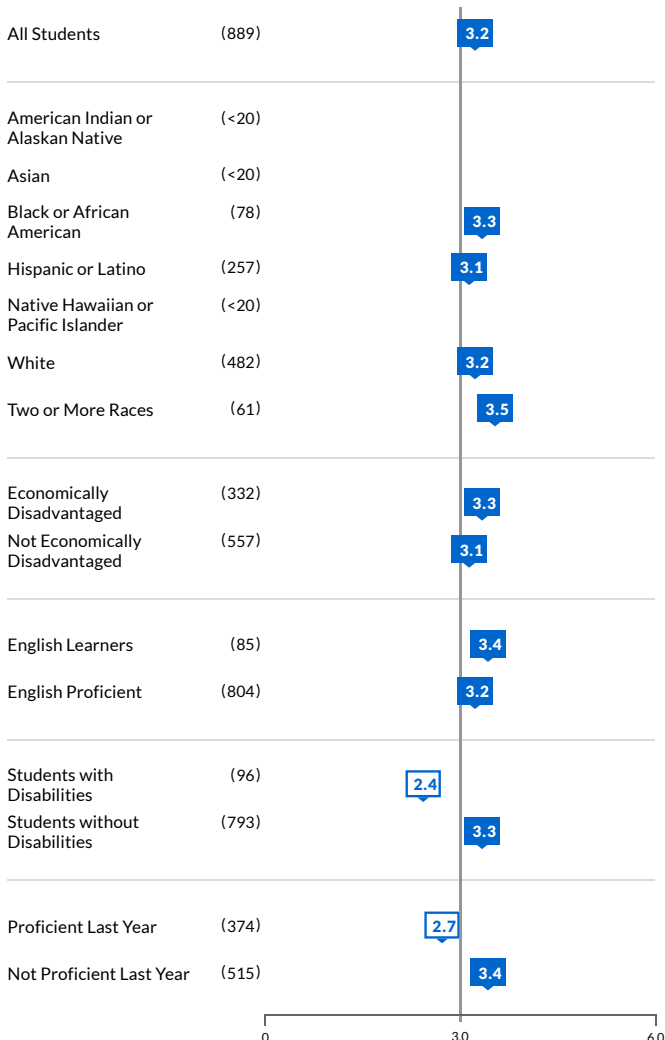 All Students (889) 3.2
American Indian or (<20)
Alaskan Native
Asian (<20)
Black or African (78) 3.3
American
Hispanic or Latino (257) 3.1
Native Hawaiian or (<20)
Pacific Islander
White (482) 3.2
Two or More Races (61) 3.5
Economically (332) 3.3
Disadvantaged
Not Economically (557) 3.1
Disadvantaged
English Learners (85) 3.4
English Proficient (804) 3.2
Students with (96) 2.4
Disabilities
Students without (793) 3.3
Disabilities
Proficient Last Year (374) 2.7
Not Proficient Last Year (515) 3.4
0 3.0 6.0